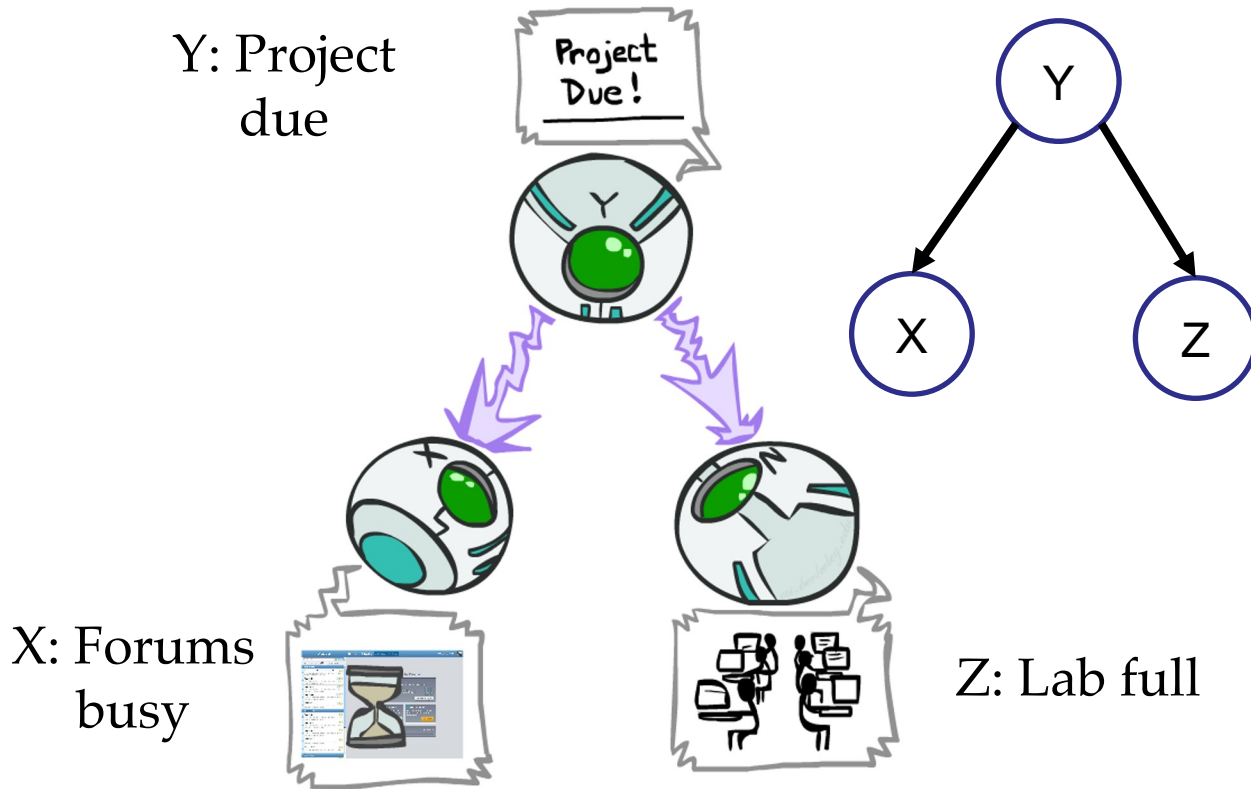 Y: Project
due
Project
Due!
Y
Y
X
Z
X
Z
X: Forums
busy
Z: Lab full